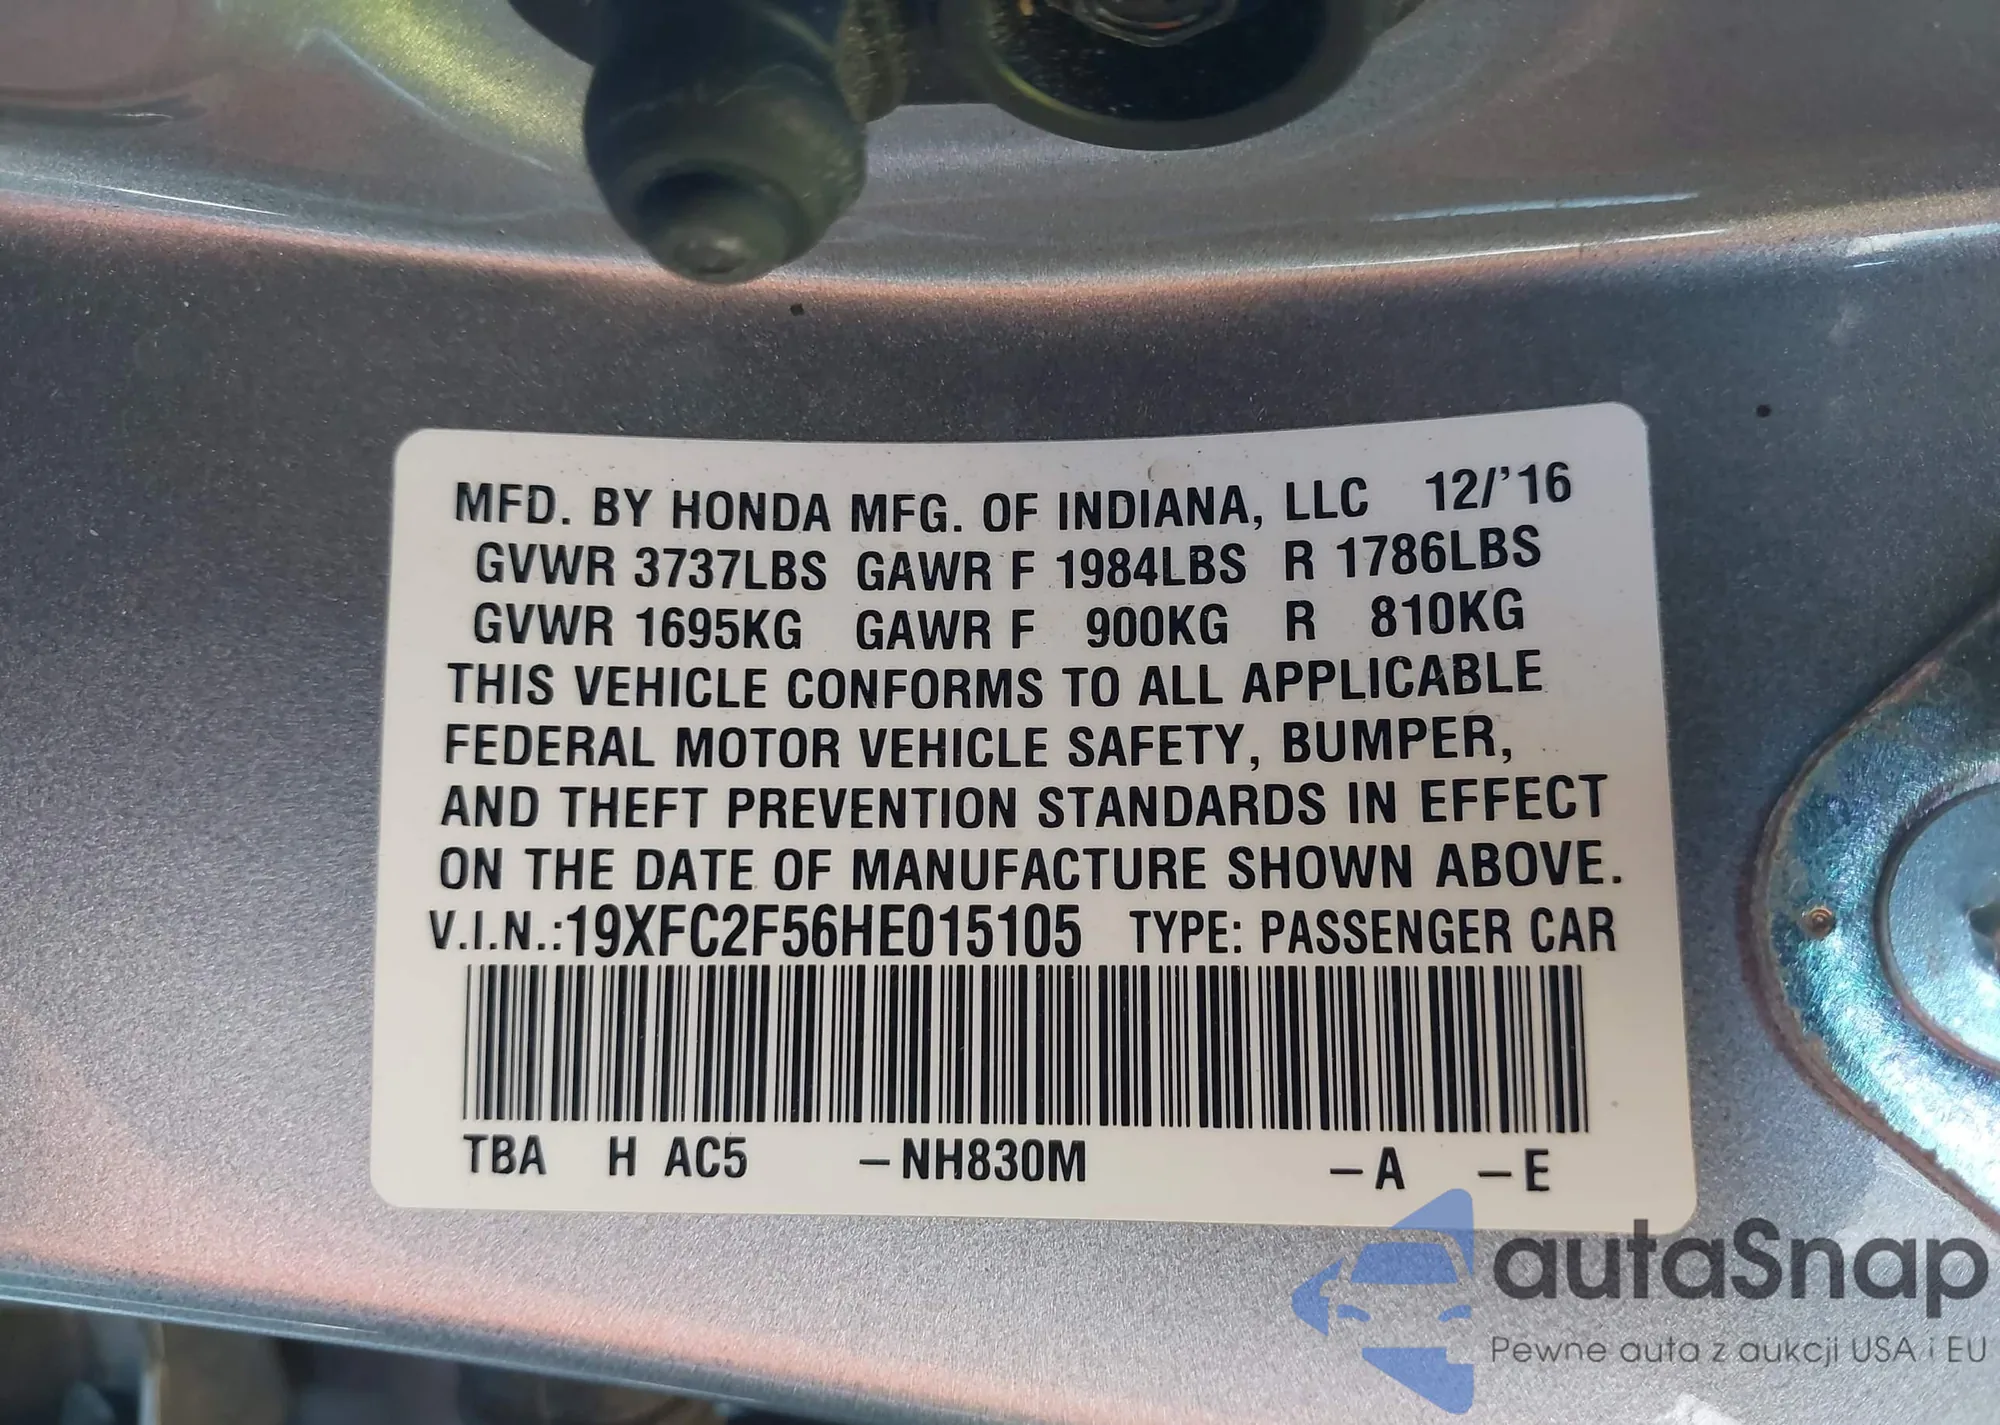 MFD. BY HONDA MFG. OF INDIANA, LLC 12/'16
GVWR 3737LBS GAWR F 1984LBS R 1786LBS
GVWR 1695KG GAWR F 900KG R 810KG
THIS VEHICLE CONFORMS TO ALL APPLICABLE
FEDERAL MOTOR VEHICLE SAFETY, BUMPER,
AND THEFT PREVENTION STANDARDS IN EFFECT
ON THE DATE OF MANUFACTURE SHOWN ABOVE.
V.I.N.:19XFC2F56HE015105 TYPE: PASSENGER CAR
TBA H AC5 –NH830M –A –E
autaSnap
Pewne auta z aukcji USA i EU